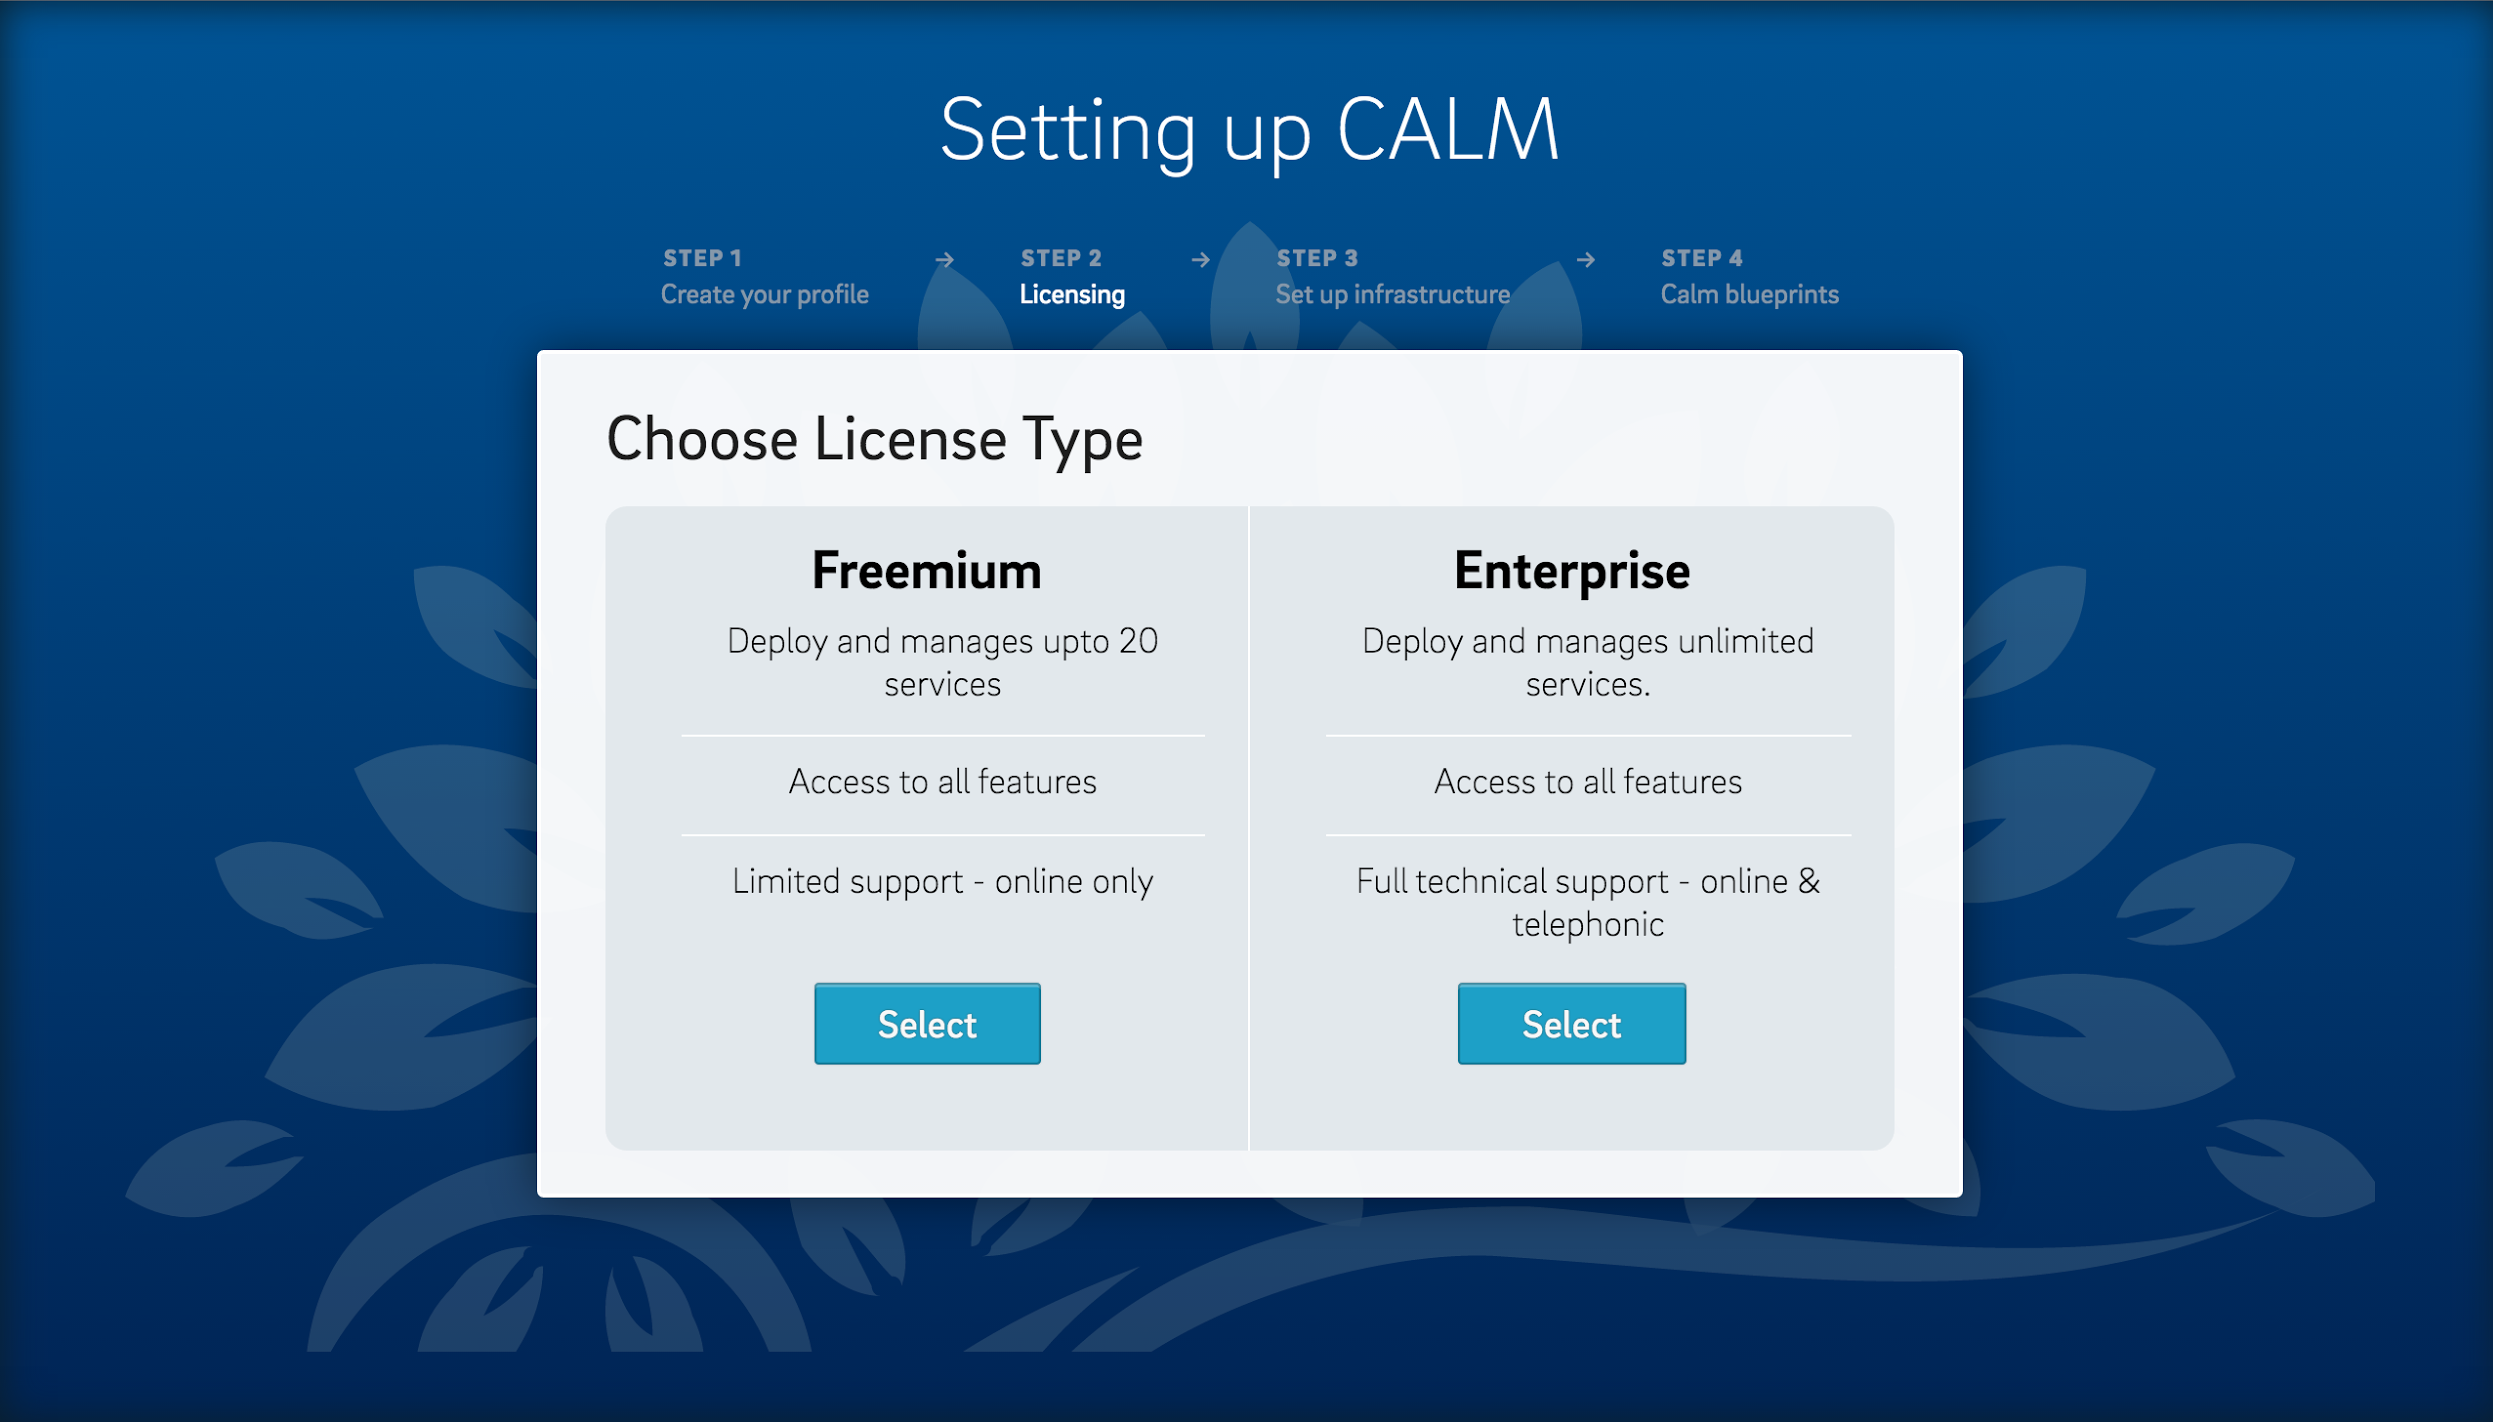 Setting up CALM
STEP 1 → STEP 2 → STEP 3 → STEP 4
Create your profile Licensing Set up infrastructure Calm blueprints
Choose License Type
Freemium
Deploy and manages upto 20
services
Access to all features
Limited support - online only
Select
Enterprise
Deploy and manages unlimited
services.
Access to all features
Full technical support - online &
telephonic
Select